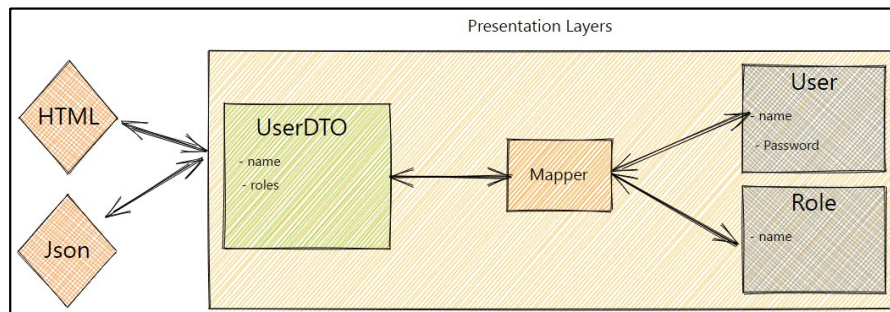 Presentation Layers
HTML
Json
UserDTO
- name
- roles
Mapper
User
- name
- Password
Role
- name